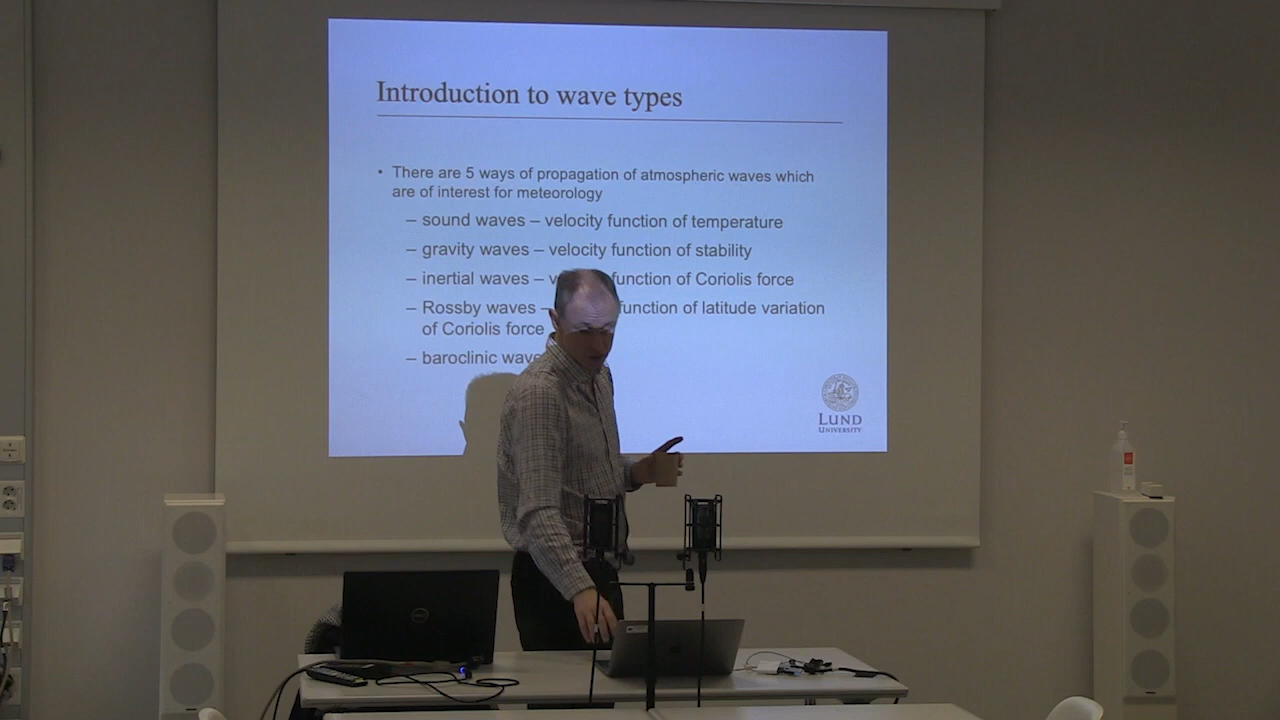 Introduction to wave types
• There are 5 ways of propagation of atmospheric waves which
are of interest for meteorology
– sound waves – velocity function of temperature
– gravity waves – velocity function of stability
– inertial waves – function of Coriolis force
– Rossby waves – function of latitude variation
of Coriolis force
– baroclinic
LUND
UNIVERSITY
DELL